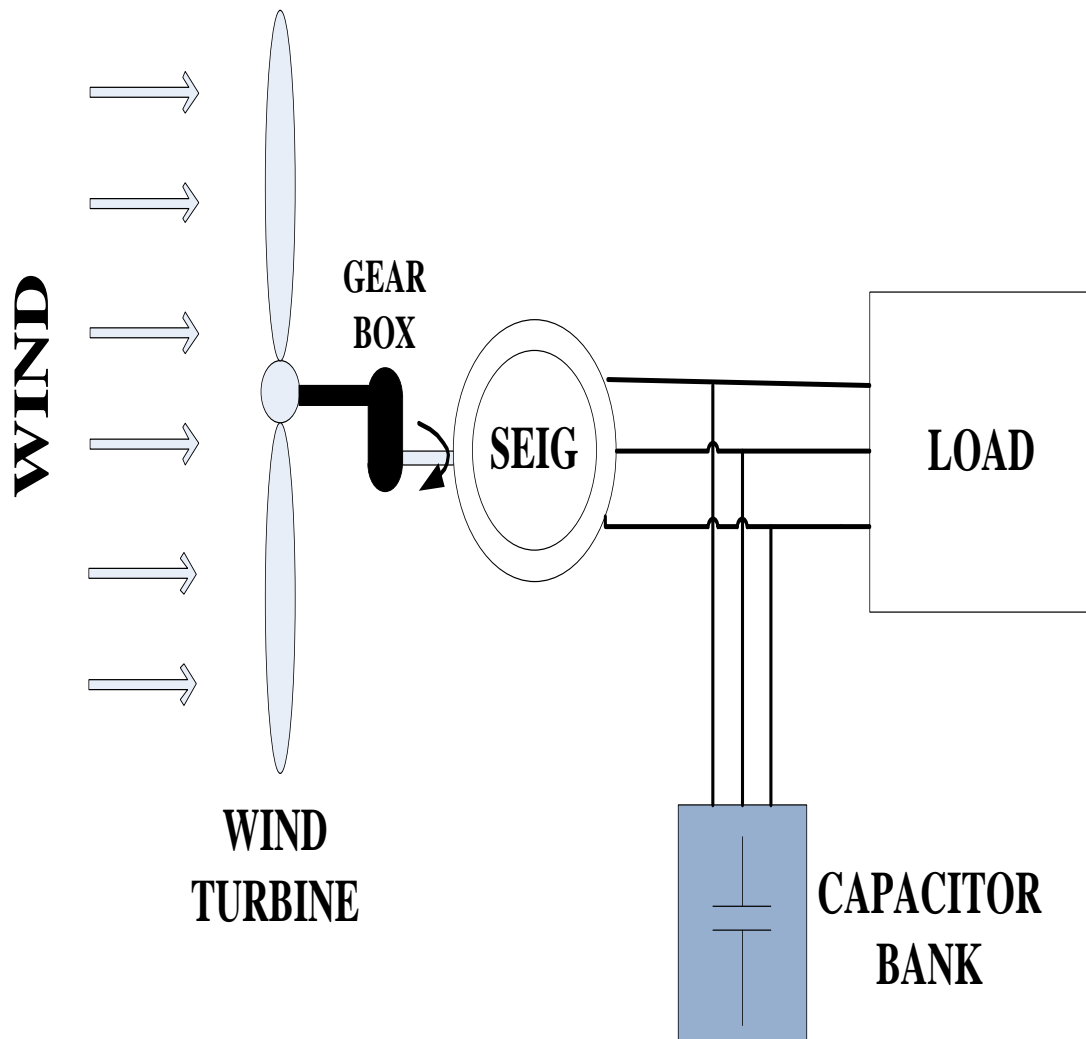 WIND
GEAR
BOX
SEIG
LOAD
WIND
TURBINE
CAPACITOR
BANK